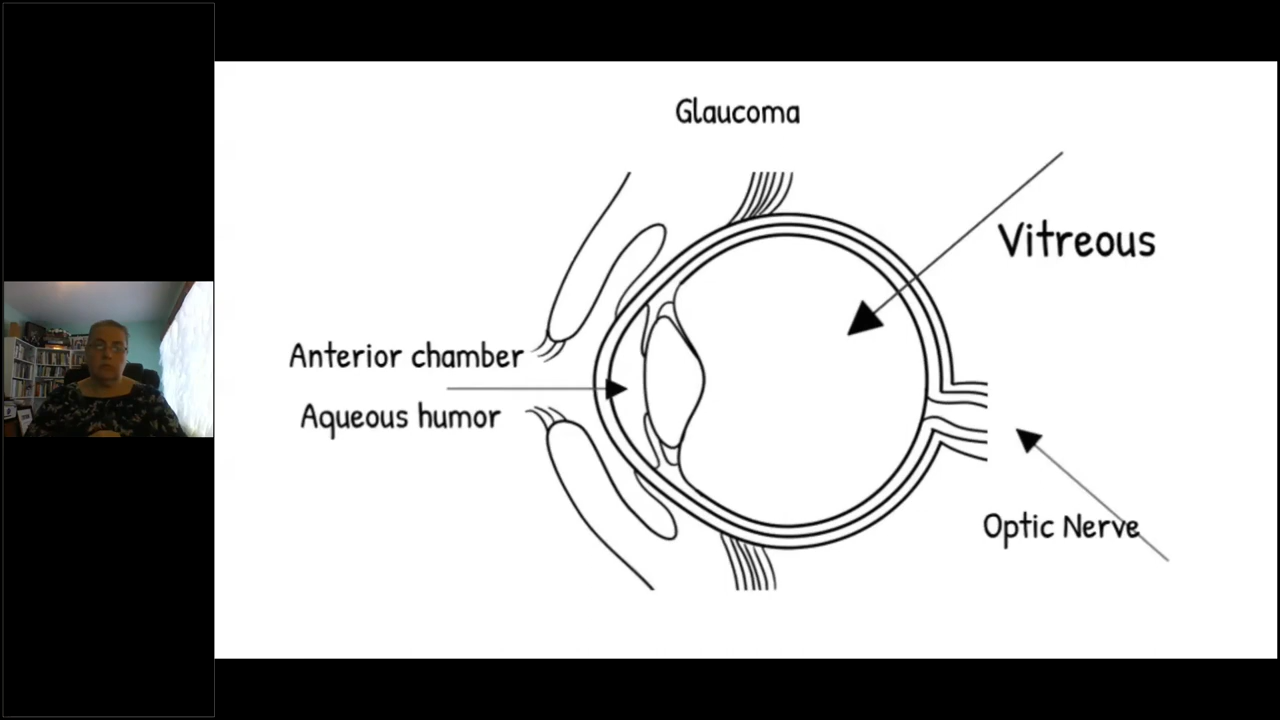 Glaucoma
Vitreous
Anterior chamber
Aqueous humor
Optic Nerve